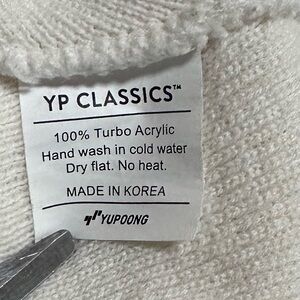 YP CLASSICS™
100% Turbo Acrylic
Hand wash in cold water
Dry flat. No heat.
MADE IN KOREA
YUPOONG